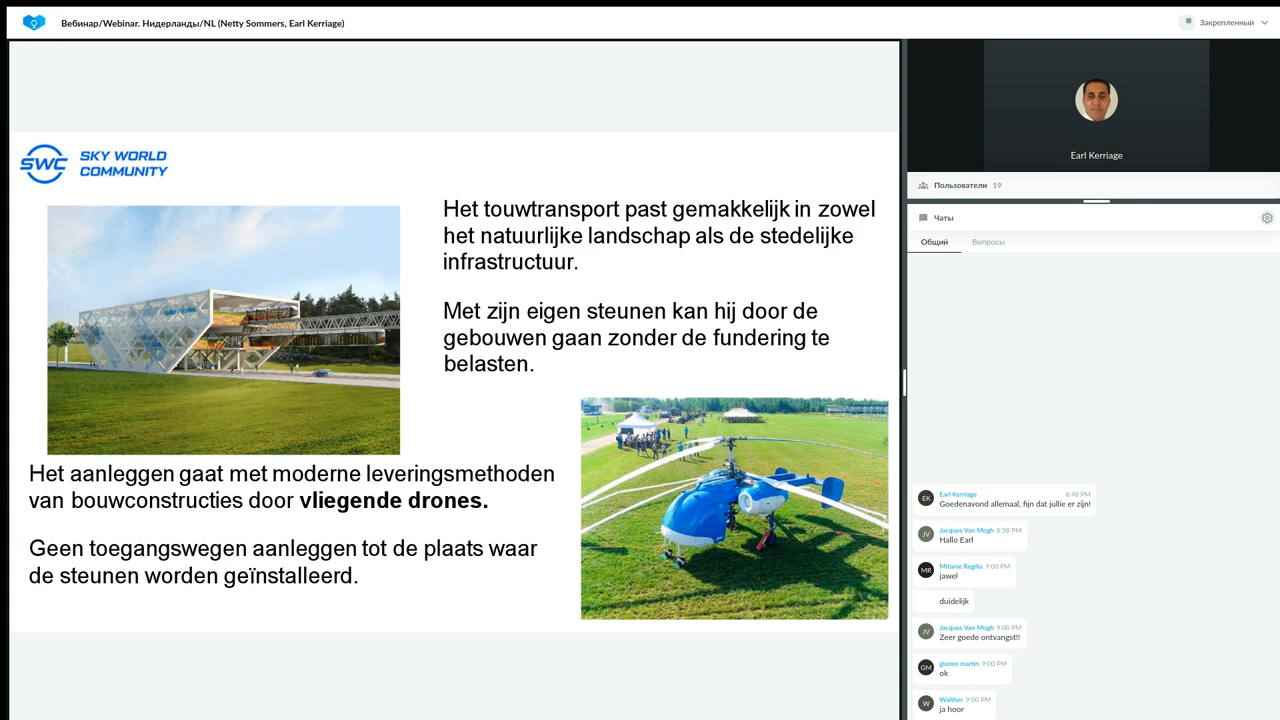 Вебинар/Webinar. Нидерланды/NL (Netty Sommers, Earl Kerriage)
Закрепленный
SWC SKY WORLD
COMMUNITY
Het touwtransport past gemakkelijk in zowel
het natuurlijke landschap als de stedelijke
infrastructuur.
Met zijn eigen steunen kan hij door de
gebouwen gaan zonder de fundering te
belasten.
Het aanleggen gaat met moderne leveringsmethoden
van bouwconstructies door vliegende drones.
Geen toegangswegen aanleggen tot de plaats waar
de steunen worden geïnstalleerd.
Earl Kerriage
Пользователи 19
Чаты
Общий Вопросы
EK Earl Kerriage 8:48 PM
Goedenavond allemaal, fijn dat jullie er zijn!
JV Jacques Van Mogh 8:58 PM
Hallo Earl
MR Mitanie Regilia 9:00 PM
jawel
duidelijk
JV Jacques Van Mogh 9:00 PM
Zeer goede ontvangst!!
GM giezen martin 9:00 PM
ok
W Walther 9:00 PM
ja hoor